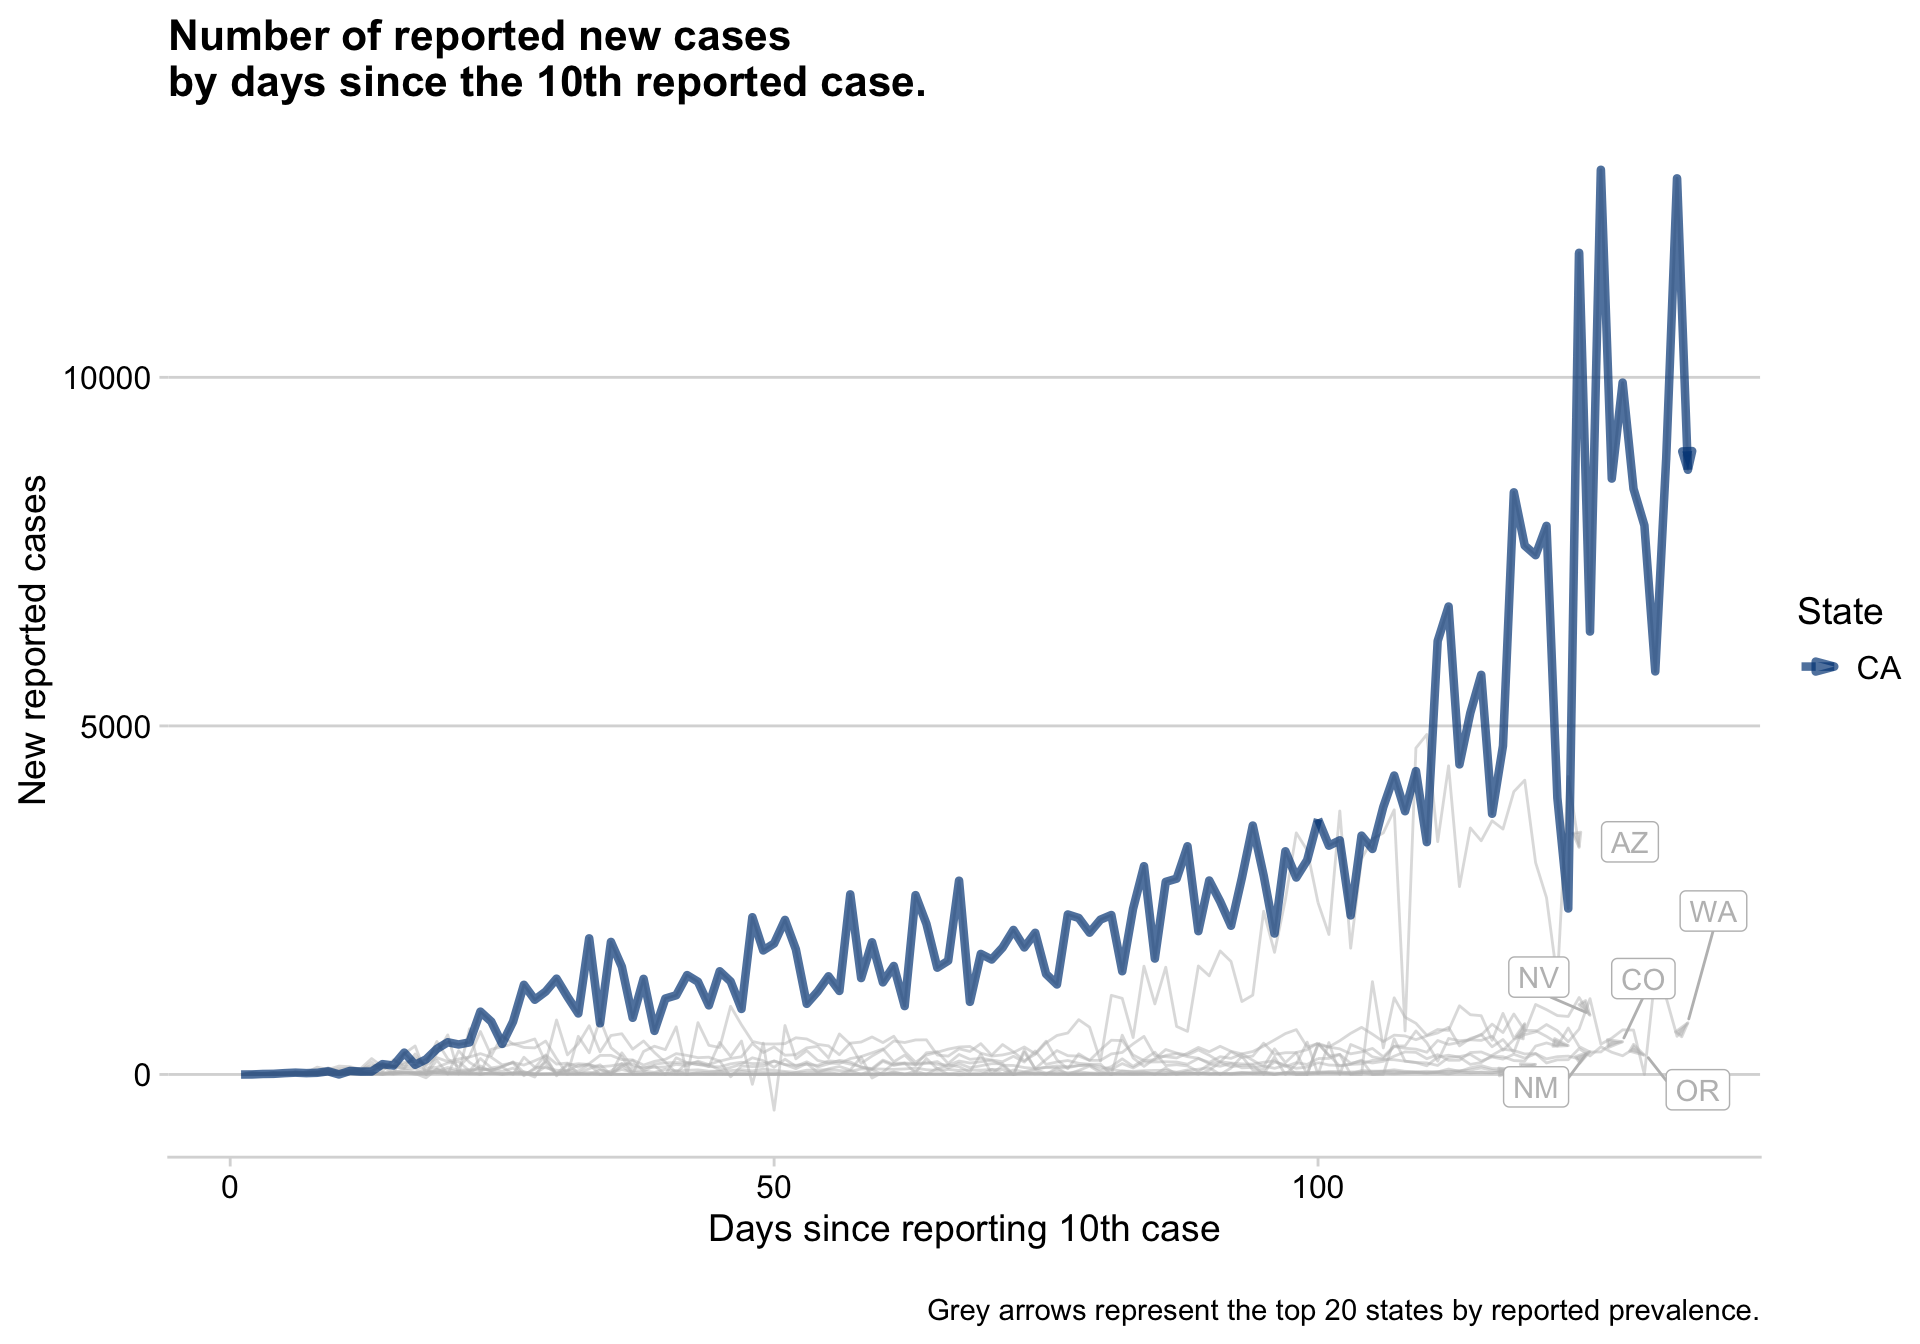 Number of reported new cases
by days since the 10th reported case.
New reported cases
10000
5000
0
AZ
WA
NV
CO
NM
OR
0
50
100
Days since reporting 10th case
State
CA
Grey arrows represent the top 20 states by reported prevalence.